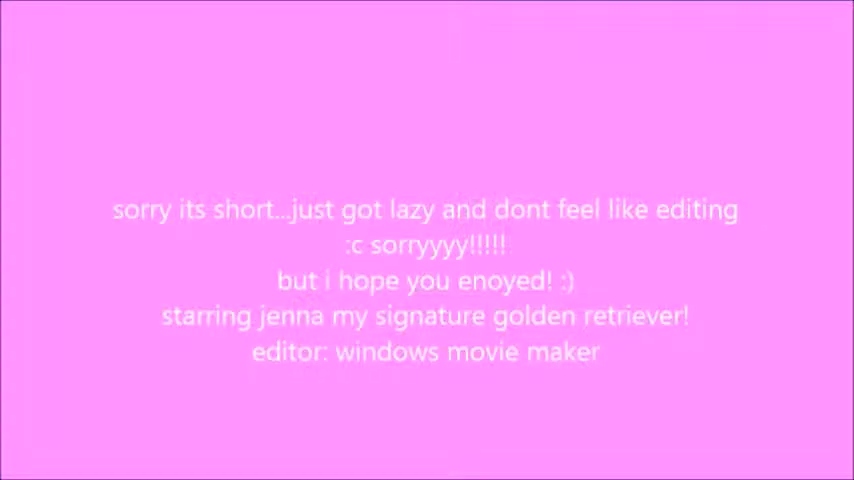 sorry its short...just got lazy and dont feel like editing
:c sorryyyy!!!!!
but i hope you enoyed! :)
starring jenna my signature golden retriever!
editor: windows movie maker